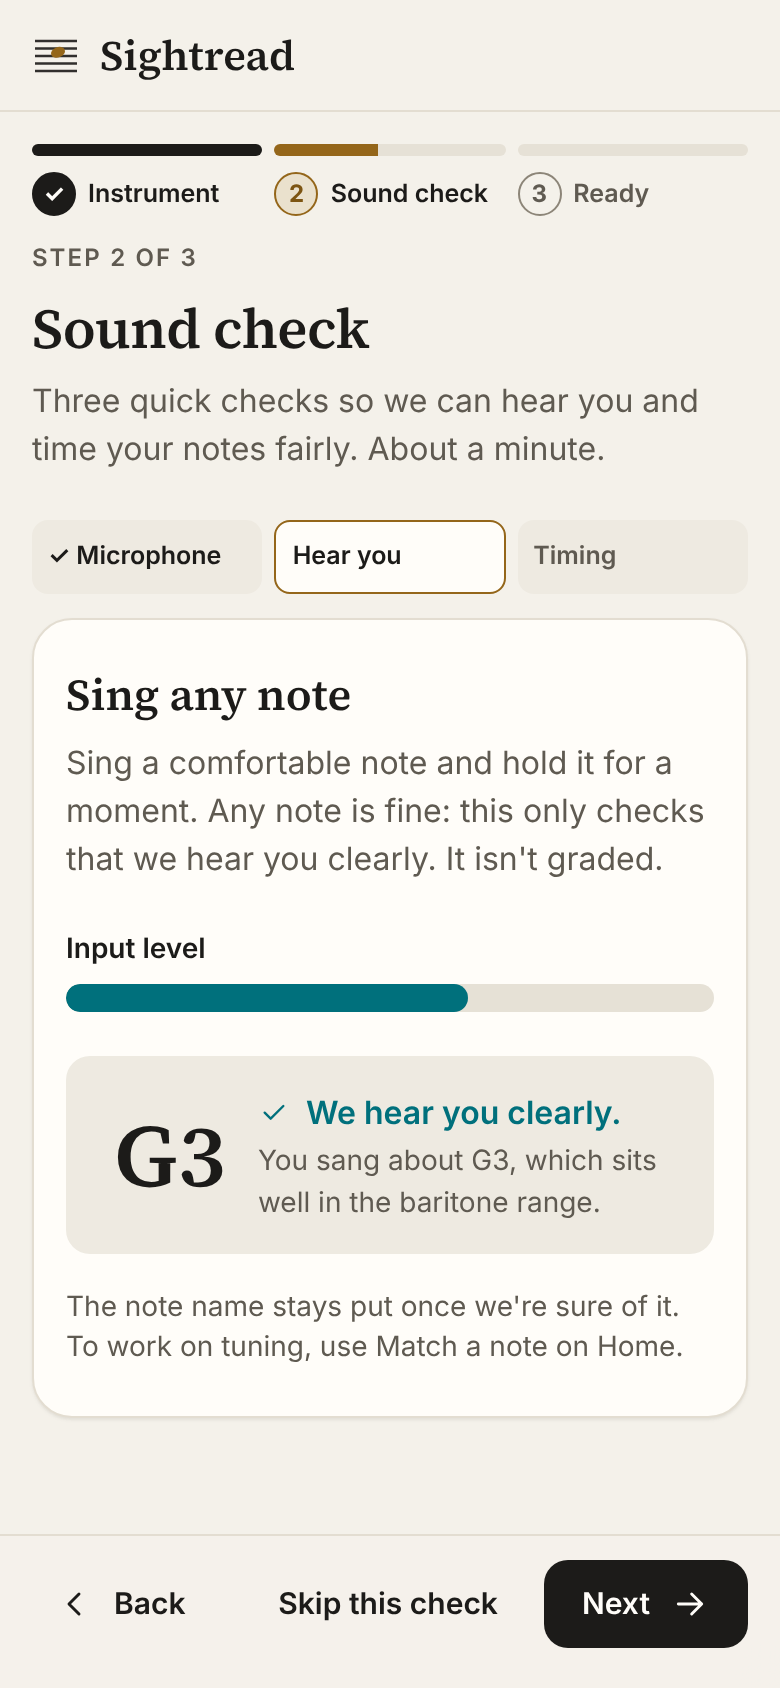 Sightread
Instrument
2 Sound check
3 Ready
STEP 2 OF 3
Sound check
Three quick checks so we can hear you and
time your notes fairly. About a minute.
Microphone
Hear you
Timing
Sing any note
Sing a comfortable note and hold it for a
moment. Any note is fine: this only checks
that we hear you clearly. It isn't graded.
Input level
G3
We hear you clearly.
You sang about G3, which sits
well in the baritone range.
The note name stays put once we're sure of it.
To work on tuning, use Match a note on Home.
Back
Skip this check
Next